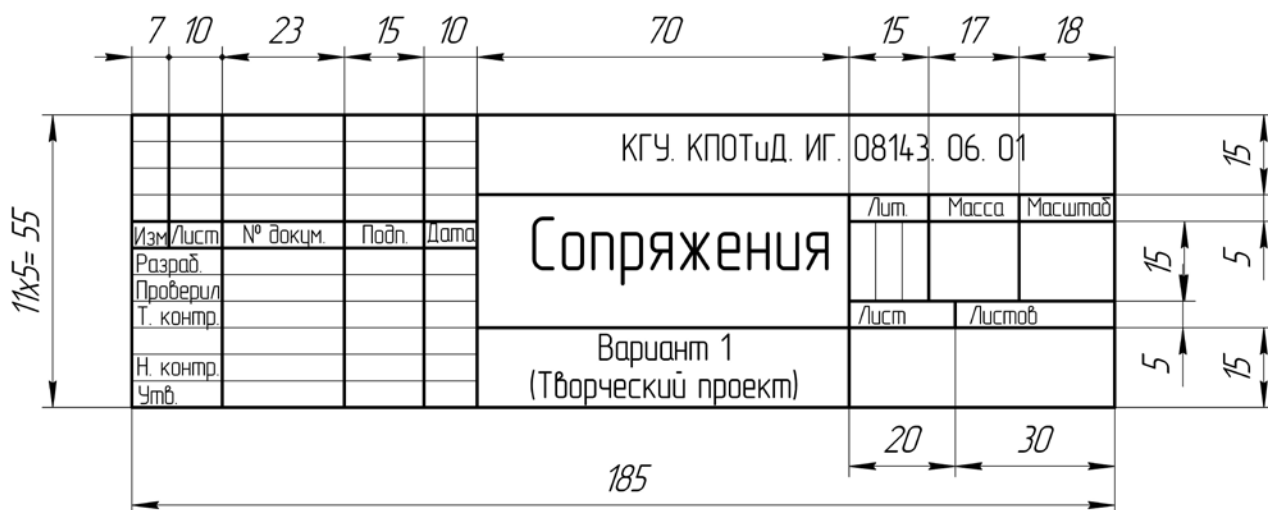 7 10 23 15 10 70 15 17 18
КГУ. КПОТиД. ИГ. 08143. 06. 01
15
Лит. Масса Масштаб
Изм Лист № докум. Подп. Дата
Сопряжения
11x5= 55
15 5
Разраб.
Проверил
Т. контр.
Лист Листов
Вариант 1
Н. контр.
(Творческий проект)
Утв.
5 15
20 30
185